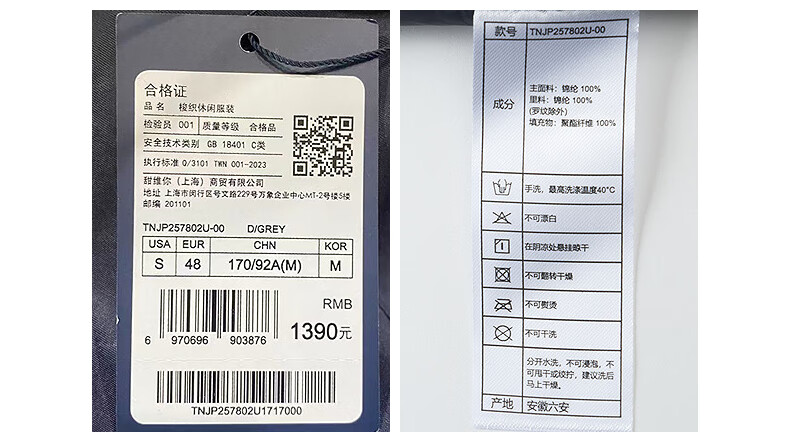 合格证
品 名 梭织休闲服装
检验员 001 质量等级 合格品
安全技术类别 GB 18401 C类
执行标准 Q/3101 TWN 001-2023
甜维你（上海）商贸有限公司
地址 上海市闵行区号文路229号万象企业中心MT-2号楼5楼
邮编 201101
TNJP257802U-00 D/GREY
USA EUR CHN KOR
S 48 170/92A(M) M
RMB
1390元
6 970696 903876
TNJP257802U1717000
款号 TNJP257802U-00
成分
主面料：锦纶 100%
里料：锦纶 100%
(罗纹除外)
填充物：聚酯纤维 100%
手洗，最高洗涤温度40°C
不可漂白
在阴凉处悬挂晾干
不可翻转干燥
不可熨烫
不可干洗
分开水洗，不可浸泡，不
可甩干或绞拧，建议洗后
马上干燥。
产地 安徽六安